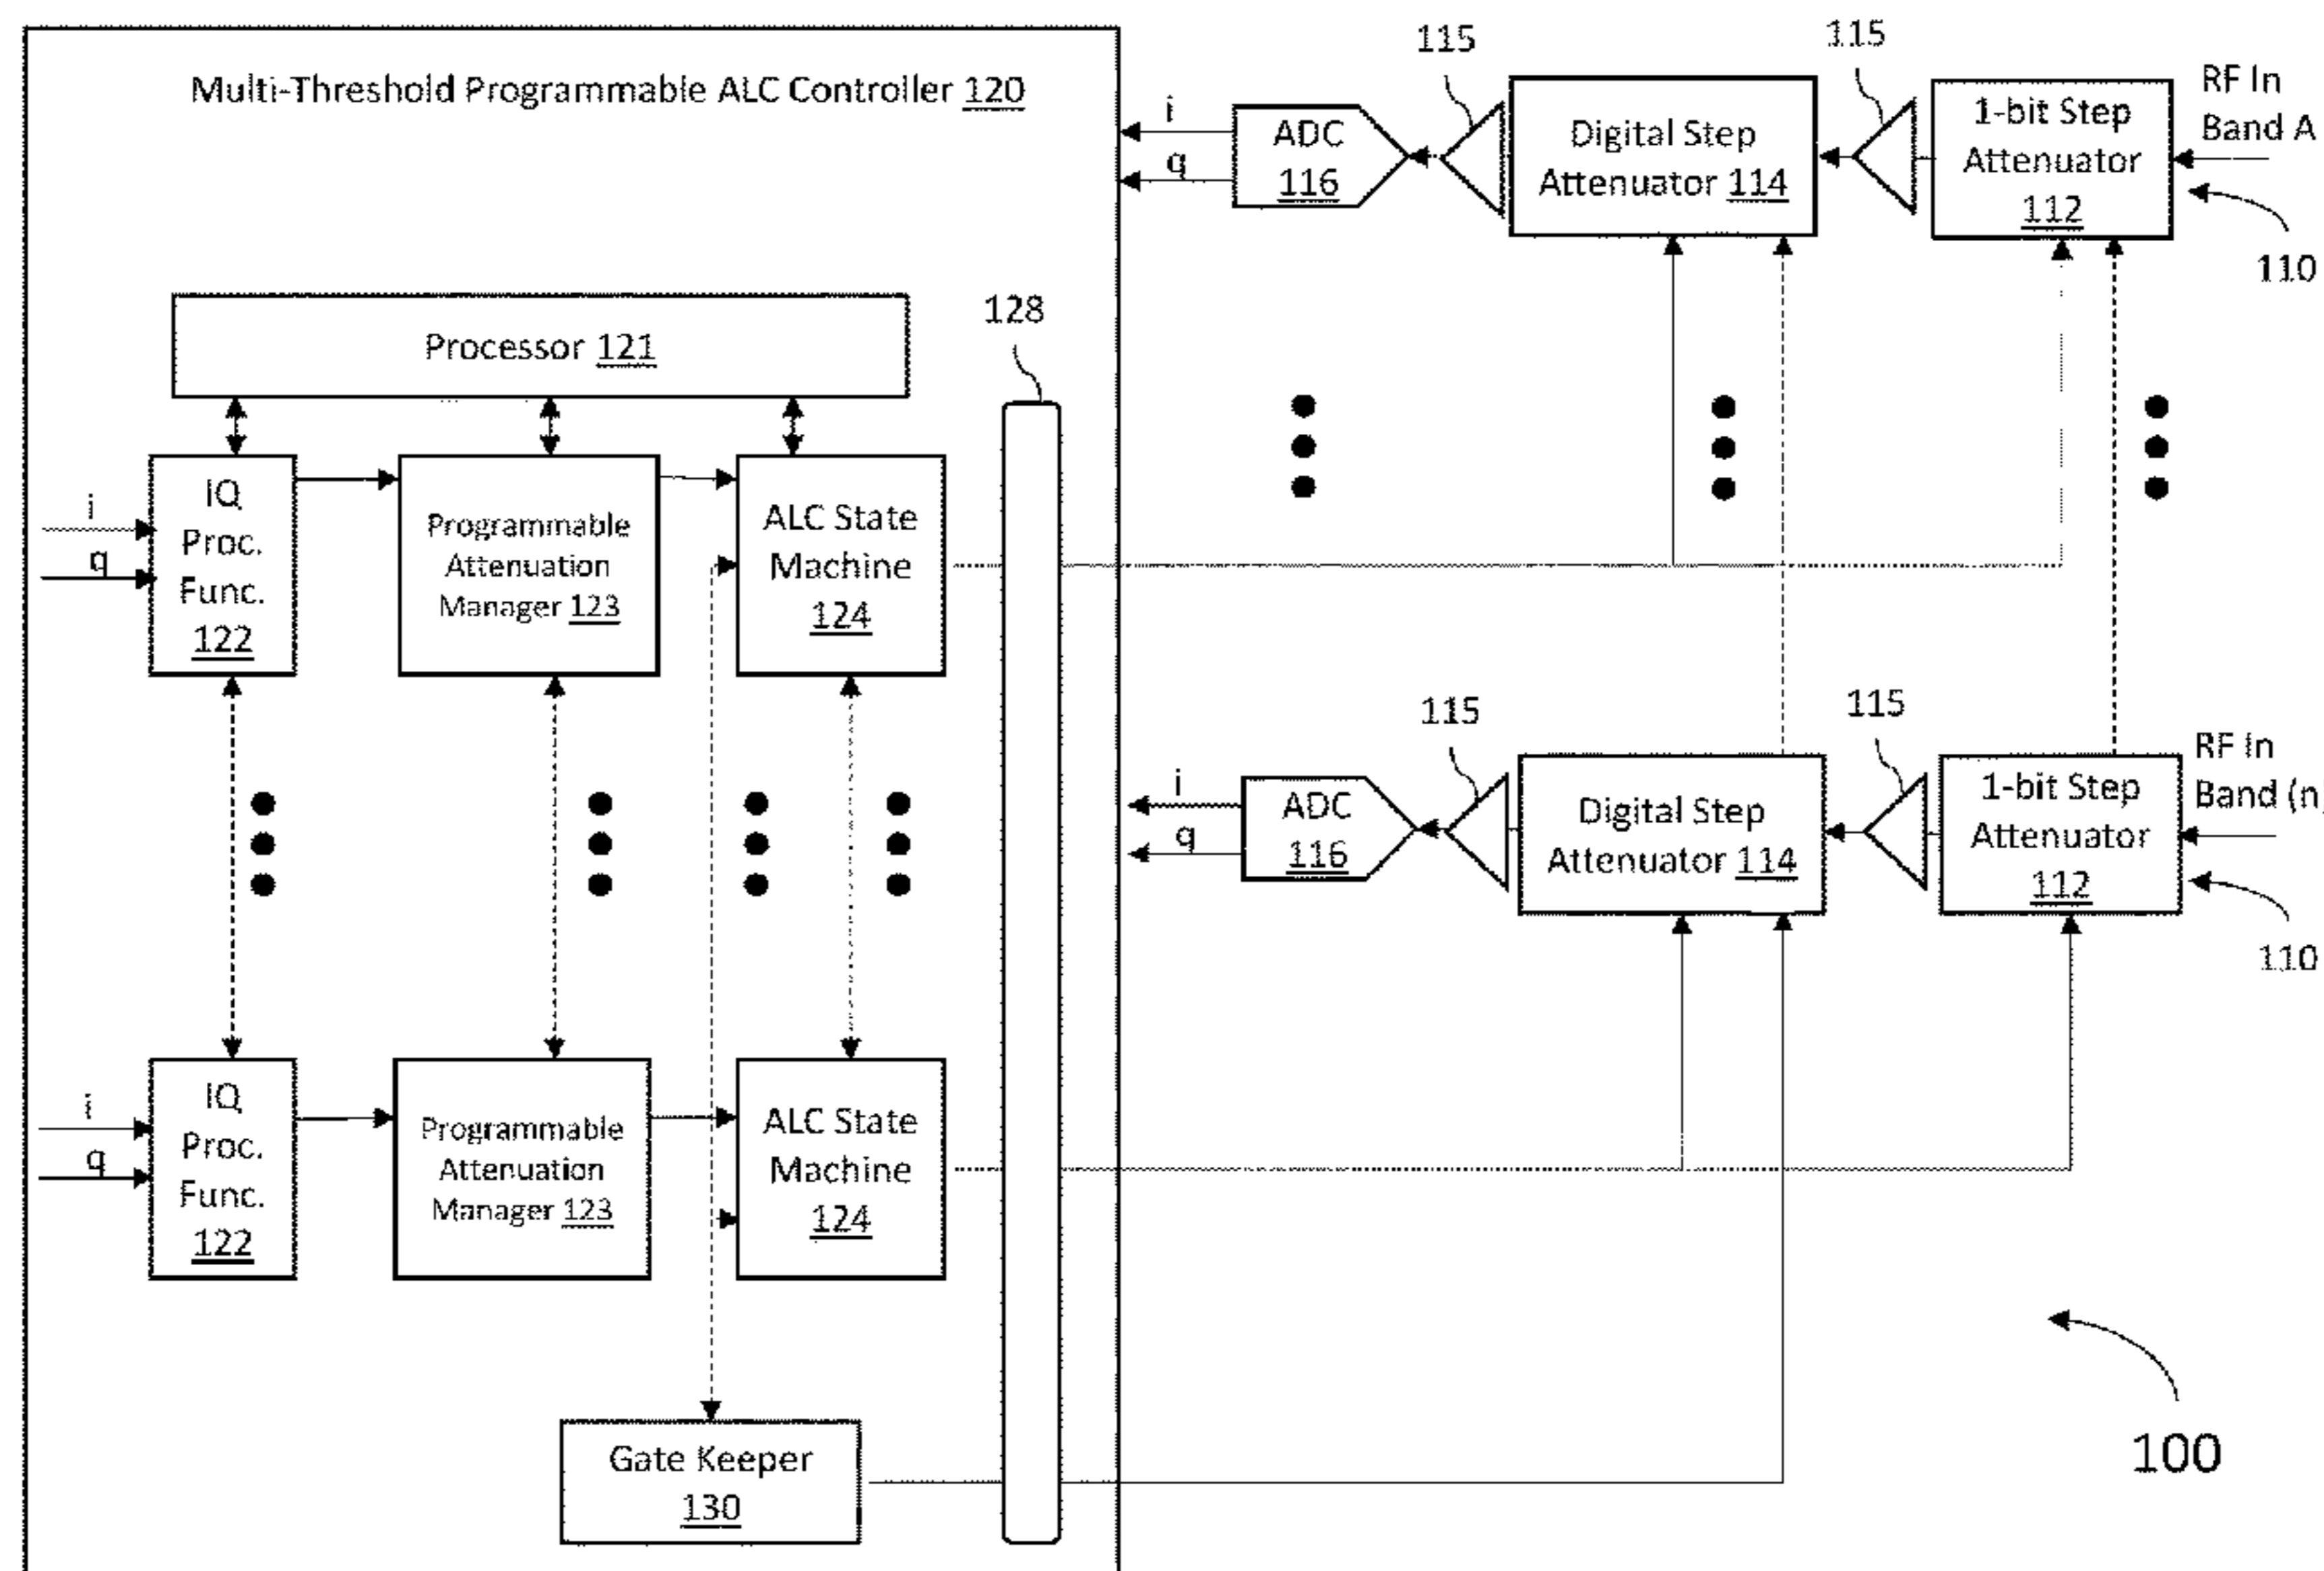 Multi-Threshold Programmable ALC Controller 120
115
115
RF In
Band A
i
q
ADC
116
Digital Step
Attenuator 114
1-bit Step
Attenuator
112
110
Processor 121
128
i
q
IQ
Proc.
Func.
122
Programmable
Attenuation
Manager 123
ALC State
Machine
124
115
115
RF In
Band (n
i
q
ADC
116
Digital Step
Attenuator 114
1-bit Step
Attenuator
112
110
i
q
IQ
Proc.
Func.
122
Programmable
Attenuation
Manager 123
ALC State
Machine
124
Gate Keeper
130
100